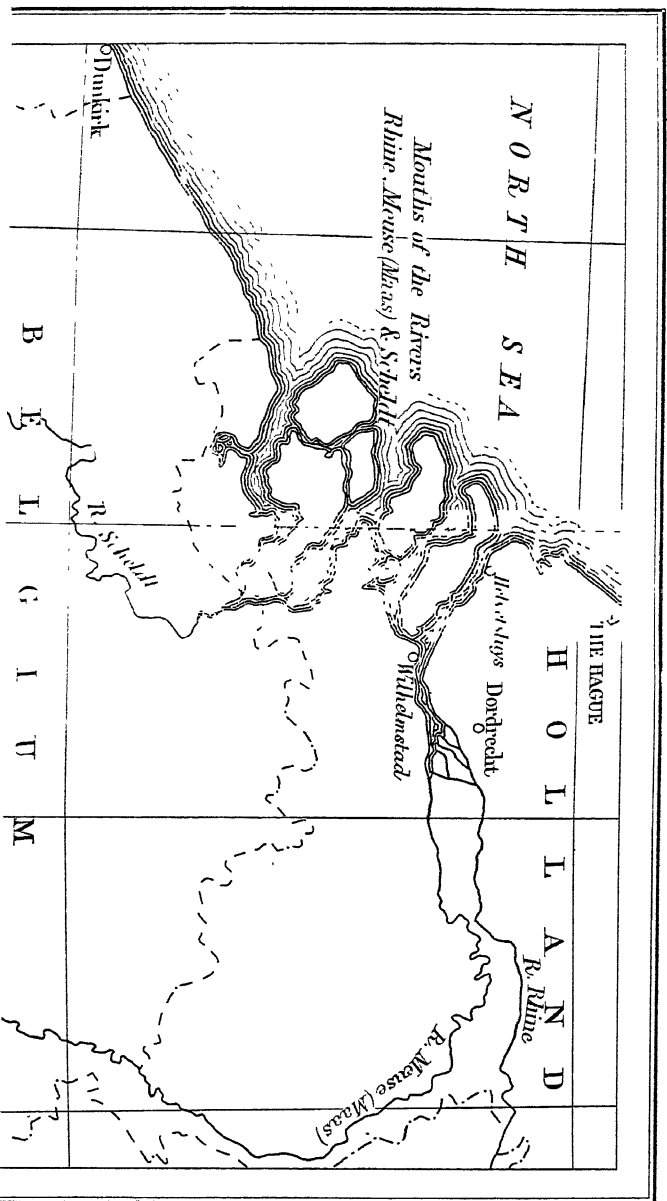 NORTH SEA
Mouths of the Rivers
Rhine, Meuse (Maas) & Scheldt
Dunkirk
THE HAGUE
HOLLAND
Dordrecht
Wilhelmstad
R. Rhine
R. Meuse (Maas)
R. Scheldt
BELGIUM